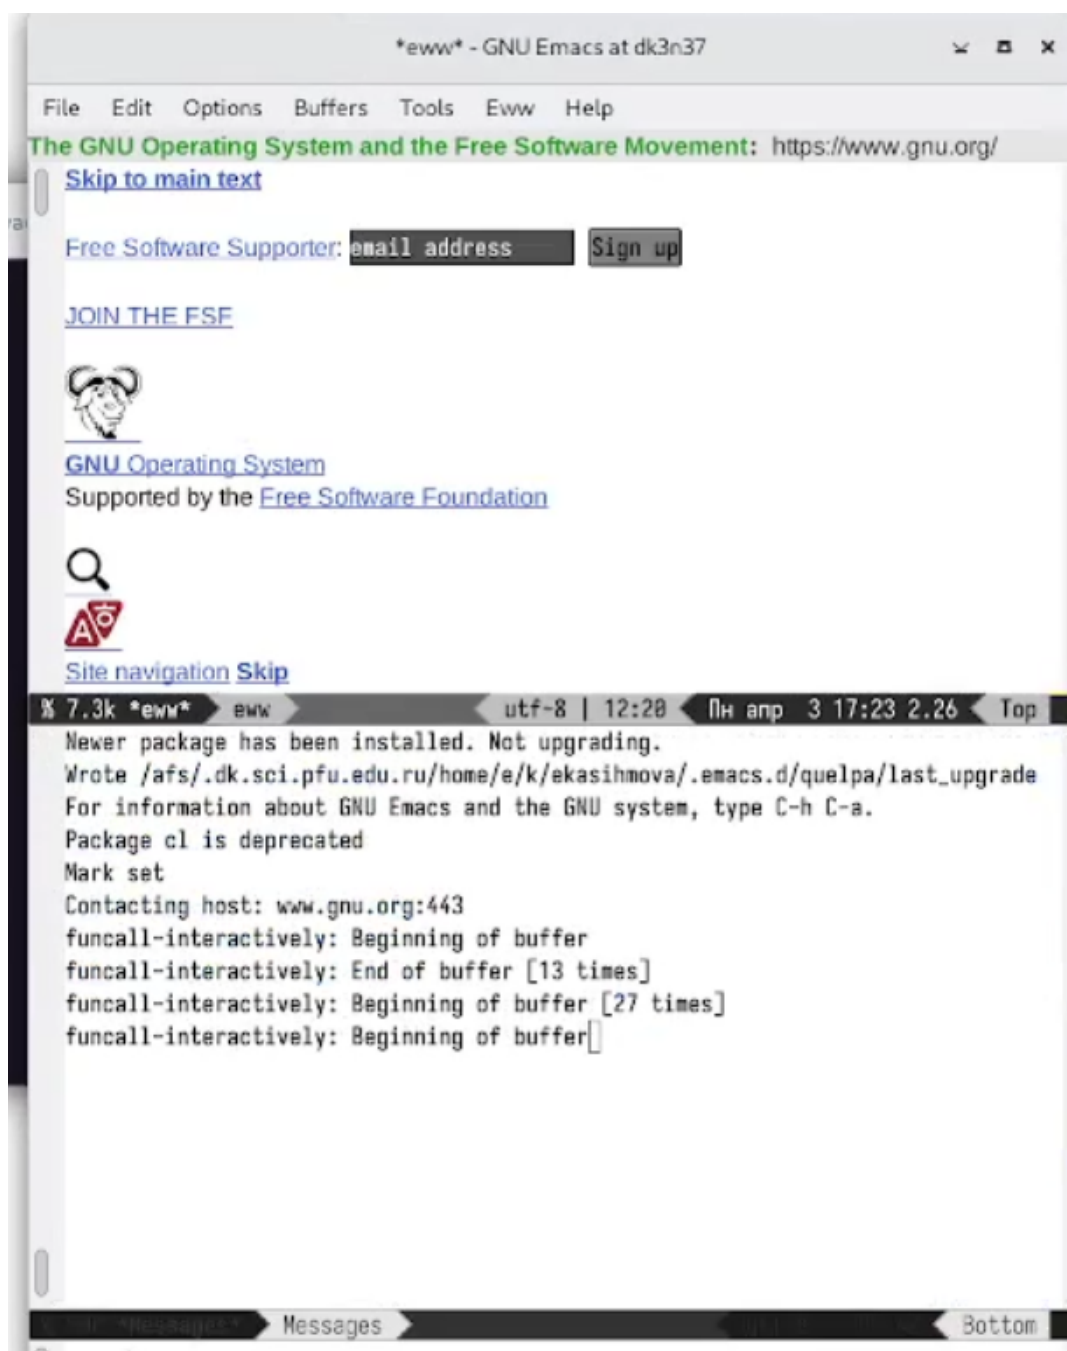 *eww* - GNU Emacs at dk3n37
File Edit Options Buffers Tools Eww Help
The GNU Operating System and the Free Software Movement: https://www.gnu.org/
Skip to main text
Free Software Supporter: email address Sign up
JOIN THE FSF
GNU Operating System
Supported by the Free Software Foundation
Site navigation Skip
% 7.3k *eww* eww utf-8 | 12:20 Пн апр 3 17:23 2.26 Top
Newer package has been installed. Not upgrading.
Wrote /afs/.dk.sci.pfu.edu.ru/home/e/k/ekasihmova/.emacs.d/quelpa/last_upgrade
For information about GNU Emacs and the GNU system, type C-h C-a.
Package cl is deprecated
Mark set
Contacting host: www.gnu.org:443
funcall-interactively: Beginning of buffer
funcall-interactively: End of buffer [13 times]
funcall-interactively: Beginning of buffer [27 times]
funcall-interactively: Beginning of buffer
*Messages* Messages Bottom